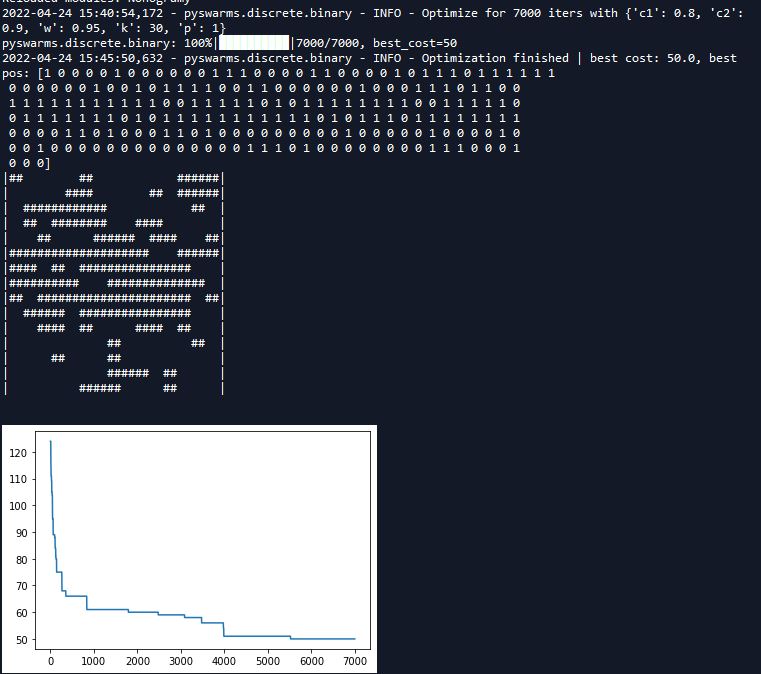 Reloaded modules: Nonogramy
2022-04-24 15:40:54,172 - pyswarms.discrete.binary - INFO - Optimize for 7000 iters with {'c1': 0.8, 'c2':
0.9, 'w': 0.95, 'k': 30, 'p': 1}
pyswarms.discrete.binary: 100%|██████████|7000/7000, best_cost=50
2022-04-24 15:45:50,632 - pyswarms.discrete.binary - INFO - Optimization finished | best cost: 50.0, best
pos: [1 0 0 0 0 1 0 0 0 0 0 0 1 1 1 0 0 0 0 1 1 0 0 0 0 1 0 1 1 1 0 1 1 1 1 1 1
0 0 0 0 0 0 1 0 0 1 0 1 1 1 1 0 0 1 1 0 0 0 0 0 0 1 0 0 0 1 1 1 0 1 1 0 0
1 1 1 1 1 1 1 1 1 1 1 0 0 1 1 1 1 1 0 1 0 1 1 1 1 1 1 1 1 0 0 1 1 1 1 1 0
0 1 1 1 1 1 1 1 0 1 0 1 1 1 1 1 1 1 1 1 1 1 0 1 0 1 1 1 0 1 1 1 1 1 1 1 1
0 0 0 0 1 1 0 1 0 0 0 1 1 0 1 0 0 0 0 0 0 0 0 0 1 0 0 0 0 0 1 0 0 0 0 1 0
0 0 1 0 0 0 0 0 0 0 0 0 0 0 0 0 0 1 1 1 0 1 0 0 0 0 0 0 0 0 1 1 1 0 0 0 1
0 0 0]
|##        ##            ######|
|        ####        ##  ######|
|  ############            ##  |
|  ##  ########    ####        |
|    ##      ######  ####    ##|
|####################    ######|
|####  ##  ################    |
|##########    ##############  |
|##  ######################  ##|
|  ######  ################    |
|    ####  ##      ####  ##    |
|              ##          ##  |
|      ##      ##              |
|              ######  ##      |
|          ######      ##      |
120
110
100
90
80
70
60
50
0 1000 2000 3000 4000 5000 6000 7000